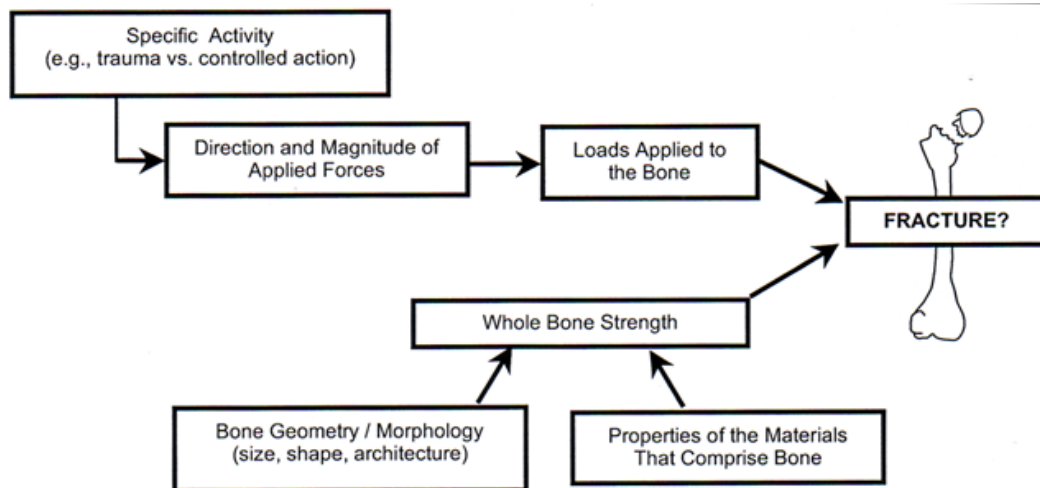 Specific Activity
(e.g., trauma vs. controlled action)
Direction and Magnitude of
Applied Forces
Loads Applied to
the Bone
FRACTURE?
Whole Bone Strength
Bone Geometry / Morphology
(size, shape, architecture)
Properties of the Materials
That Comprise Bone